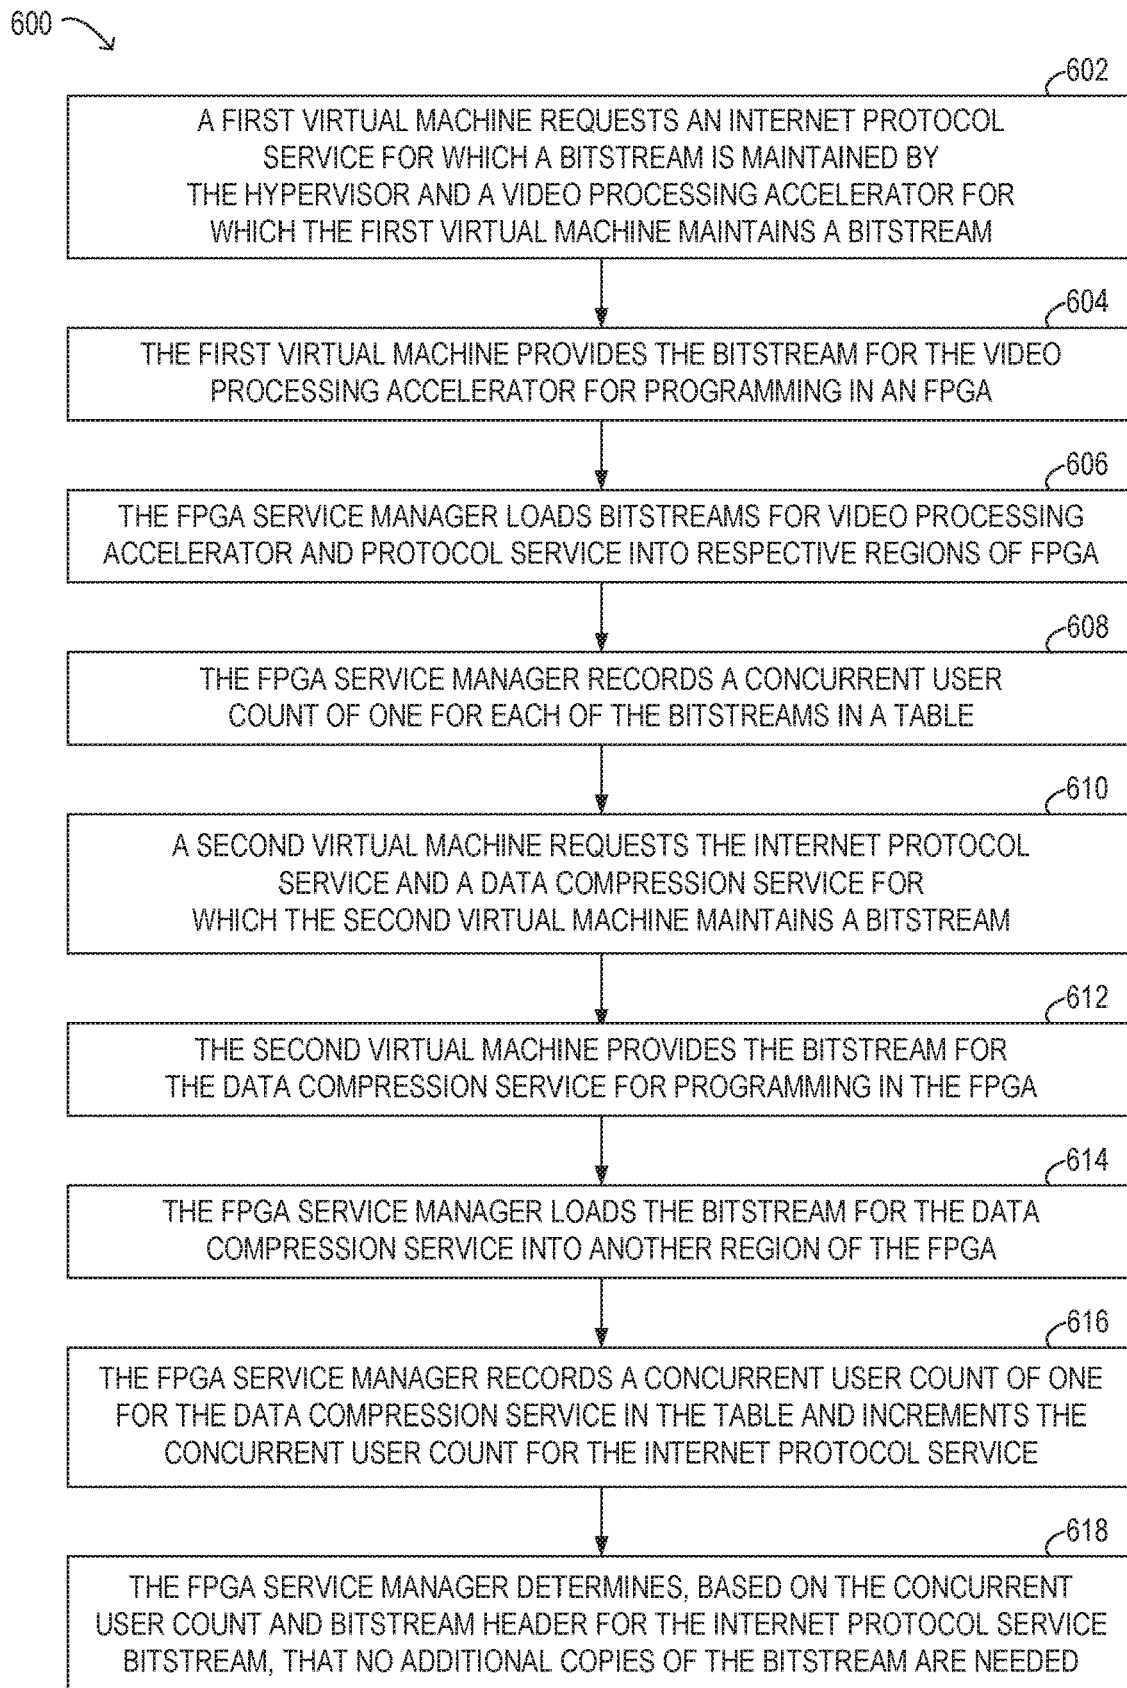 600
602
A FIRST VIRTUAL MACHINE REQUESTS AN INTERNET PROTOCOL
SERVICE FOR WHICH A BITSTREAM IS MAINTAINED BY
THE HYPERVISOR AND A VIDEO PROCESSING ACCELERATOR FOR
WHICH THE FIRST VIRTUAL MACHINE MAINTAINS A BITSTREAM
604
THE FIRST VIRTUAL MACHINE PROVIDES THE BITSTREAM FOR THE VIDEO
PROCESSING ACCELERATOR FOR PROGRAMMING IN AN FPGA
606
THE FPGA SERVICE MANAGER LOADS BITSTREAMS FOR VIDEO PROCESSING
ACCELERATOR AND PROTOCOL SERVICE INTO RESPECTIVE REGIONS OF FPGA
608
THE FPGA SERVICE MANAGER RECORDS A CONCURRENT USER
COUNT OF ONE FOR EACH OF THE BITSTREAMS IN A TABLE
610
A SECOND VIRTUAL MACHINE REQUESTS THE INTERNET PROTOCOL
SERVICE AND A DATA COMPRESSION SERVICE FOR
WHICH THE SECOND VIRTUAL MACHINE MAINTAINS A BITSTREAM
612
THE SECOND VIRTUAL MACHINE PROVIDES THE BITSTREAM FOR
THE DATA COMPRESSION SERVICE FOR PROGRAMMING IN THE FPGA
614
THE FPGA SERVICE MANAGER LOADS THE BITSTREAM FOR THE DATA
COMPRESSION SERVICE INTO ANOTHER REGION OF THE FPGA
616
THE FPGA SERVICE MANAGER RECORDS A CONCURRENT USER COUNT OF ONE
FOR THE DATA COMPRESSION SERVICE IN THE TABLE AND INCREMENTS THE
CONCURRENT USER COUNT FOR THE INTERNET PROTOCOL SERVICE
618
THE FPGA SERVICE MANAGER DETERMINES, BASED ON THE CONCURRENT
USER COUNT AND BITSTREAM HEADER FOR THE INTERNET PROTOCOL SERVICE
BITSTREAM, THAT NO ADDITIONAL COPIES OF THE BITSTREAM ARE NEEDED